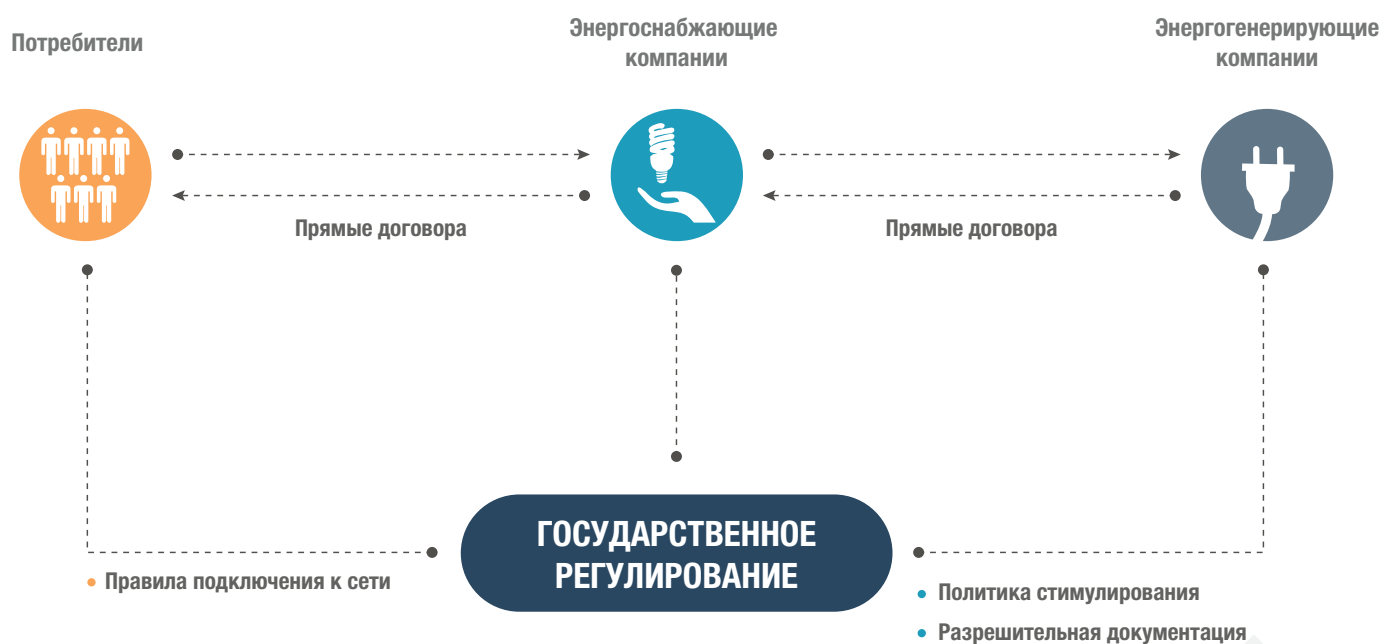 Потребители
Энергоснабжающие
компании
Энергогенерирующие
компании
Прямые договора
Прямые договора
ГОСУДАРСТВЕННОЕ
РЕГУЛИРОВАНИЕ
• Правила подключения к сети
• Политика стимулирования
• Разрешительная документация